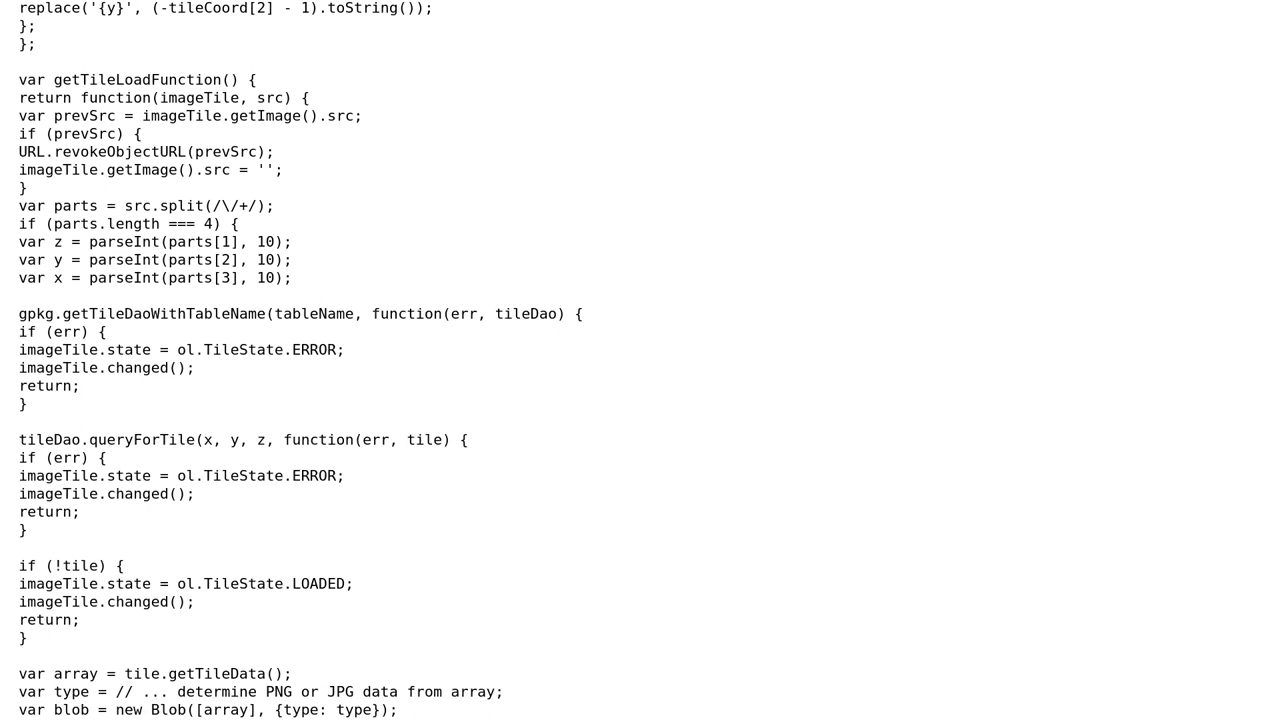 replace('{y}', (-tileCoord[2] - 1).toString());
};
};
var getTileLoadFunction() {
return function(imageTile, src) {
var prevSrc = imageTile.getImage().src;
if (prevSrc) {
URL.revokeObjectURL(prevSrc);
imageTile.getImage().src = '';
}
var parts = src.split(/\/+/);
if (parts.length === 4) {
var z = parseInt(parts[1], 10);
var y = parseInt(parts[2], 10);
var x = parseInt(parts[3], 10);
gpkg.getTileDaoWithTableName(tableName, function(err, tileDao) {
if (err) {
imageTile.state = ol.TileState.ERROR;
imageTile.changed();
return;
}
tileDao.queryForTile(x, y, z, function(err, tile) {
if (err) {
imageTile.state = ol.TileState.ERROR;
imageTile.changed();
return;
}
if (!tile) {
imageTile.state = ol.TileState.LOADED;
imageTile.changed();
return;
}
var array = tile.getTileData();
var type = // ... determine PNG or JPG data from array;
var blob = new Blob([array], {type: type});